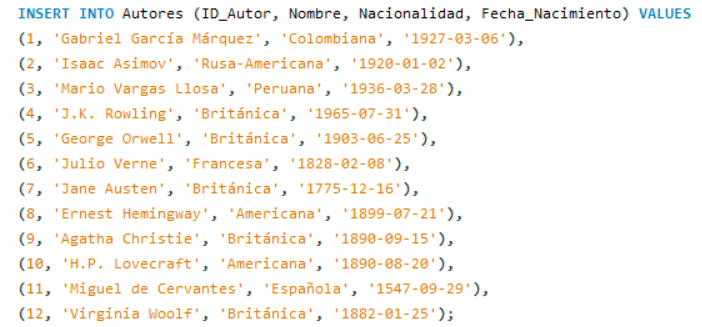 INSERT INTO Autores (ID_Autor, Nombre, Nacionalidad, Fecha_Nacimiento) VALUES
(1, 'Gabriel García Márquez', 'Colombiana', '1927-03-06'),
(2, 'Isaac Asimov', 'Rusa-Americana', '1920-01-02'),
(3, 'Mario Vargas Llosa', 'Peruana', '1936-03-28'),
(4, 'J.K. Rowling', 'Británica', '1965-07-31'),
(5, 'George Orwell', 'Británica', '1903-06-25'),
(6, 'Julio Verne', 'Francesa', '1828-02-08'),
(7, 'Jane Austen', 'Británica', '1775-12-16'),
(8, 'Ernest Hemingway', 'Americana', '1899-07-21'),
(9, 'Agatha Christie', 'Británica', '1890-09-15'),
(10, 'H.P. Lovecraft', 'Americana', '1890-08-20'),
(11, 'Miguel de Cervantes', 'Española', '1547-09-29'),
(12, 'Virginia Woolf', 'Británica', '1882-01-25');